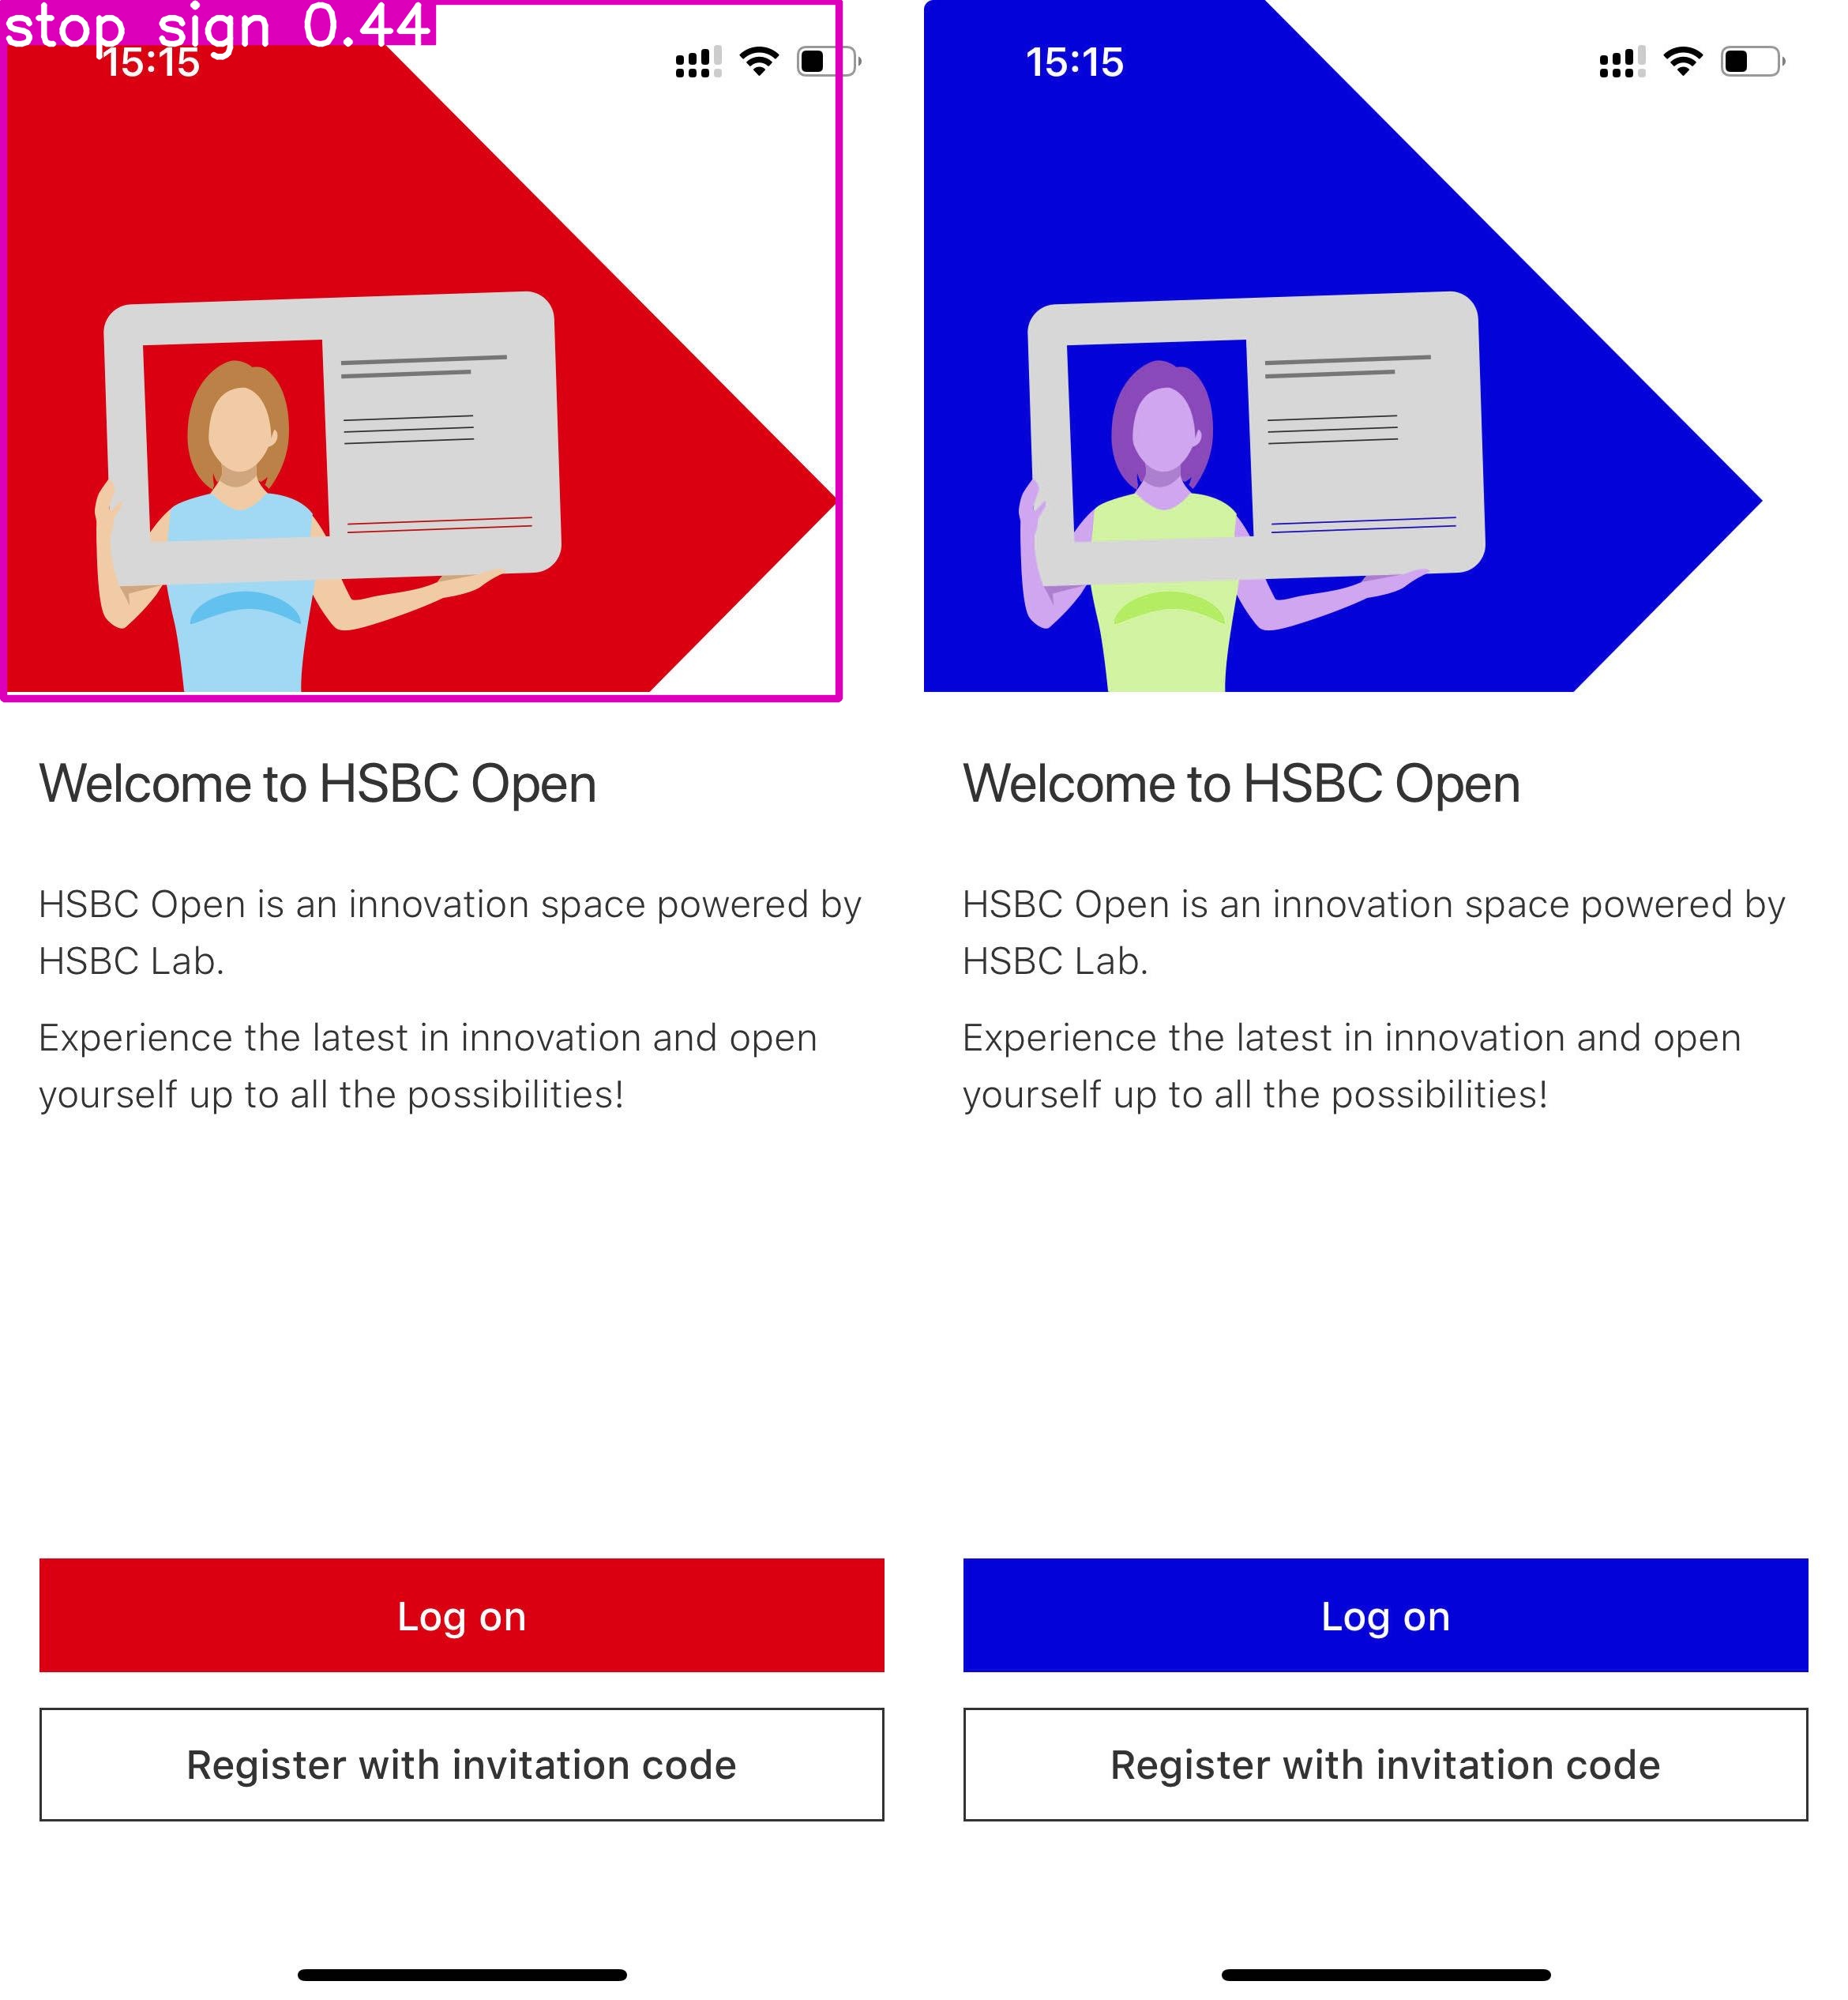 stop sign 0.44
15:15
Welcome to HSBC Open
HSBC Open is an innovation space powered by
HSBC Lab.
Experience the latest in innovation and open
yourself up to all the possibilities!
Log on
Register with invitation code
15:15
Welcome to HSBC Open
HSBC Open is an innovation space powered by
HSBC Lab.
Experience the latest in innovation and open
yourself up to all the possibilities!
Log on
Register with invitation code